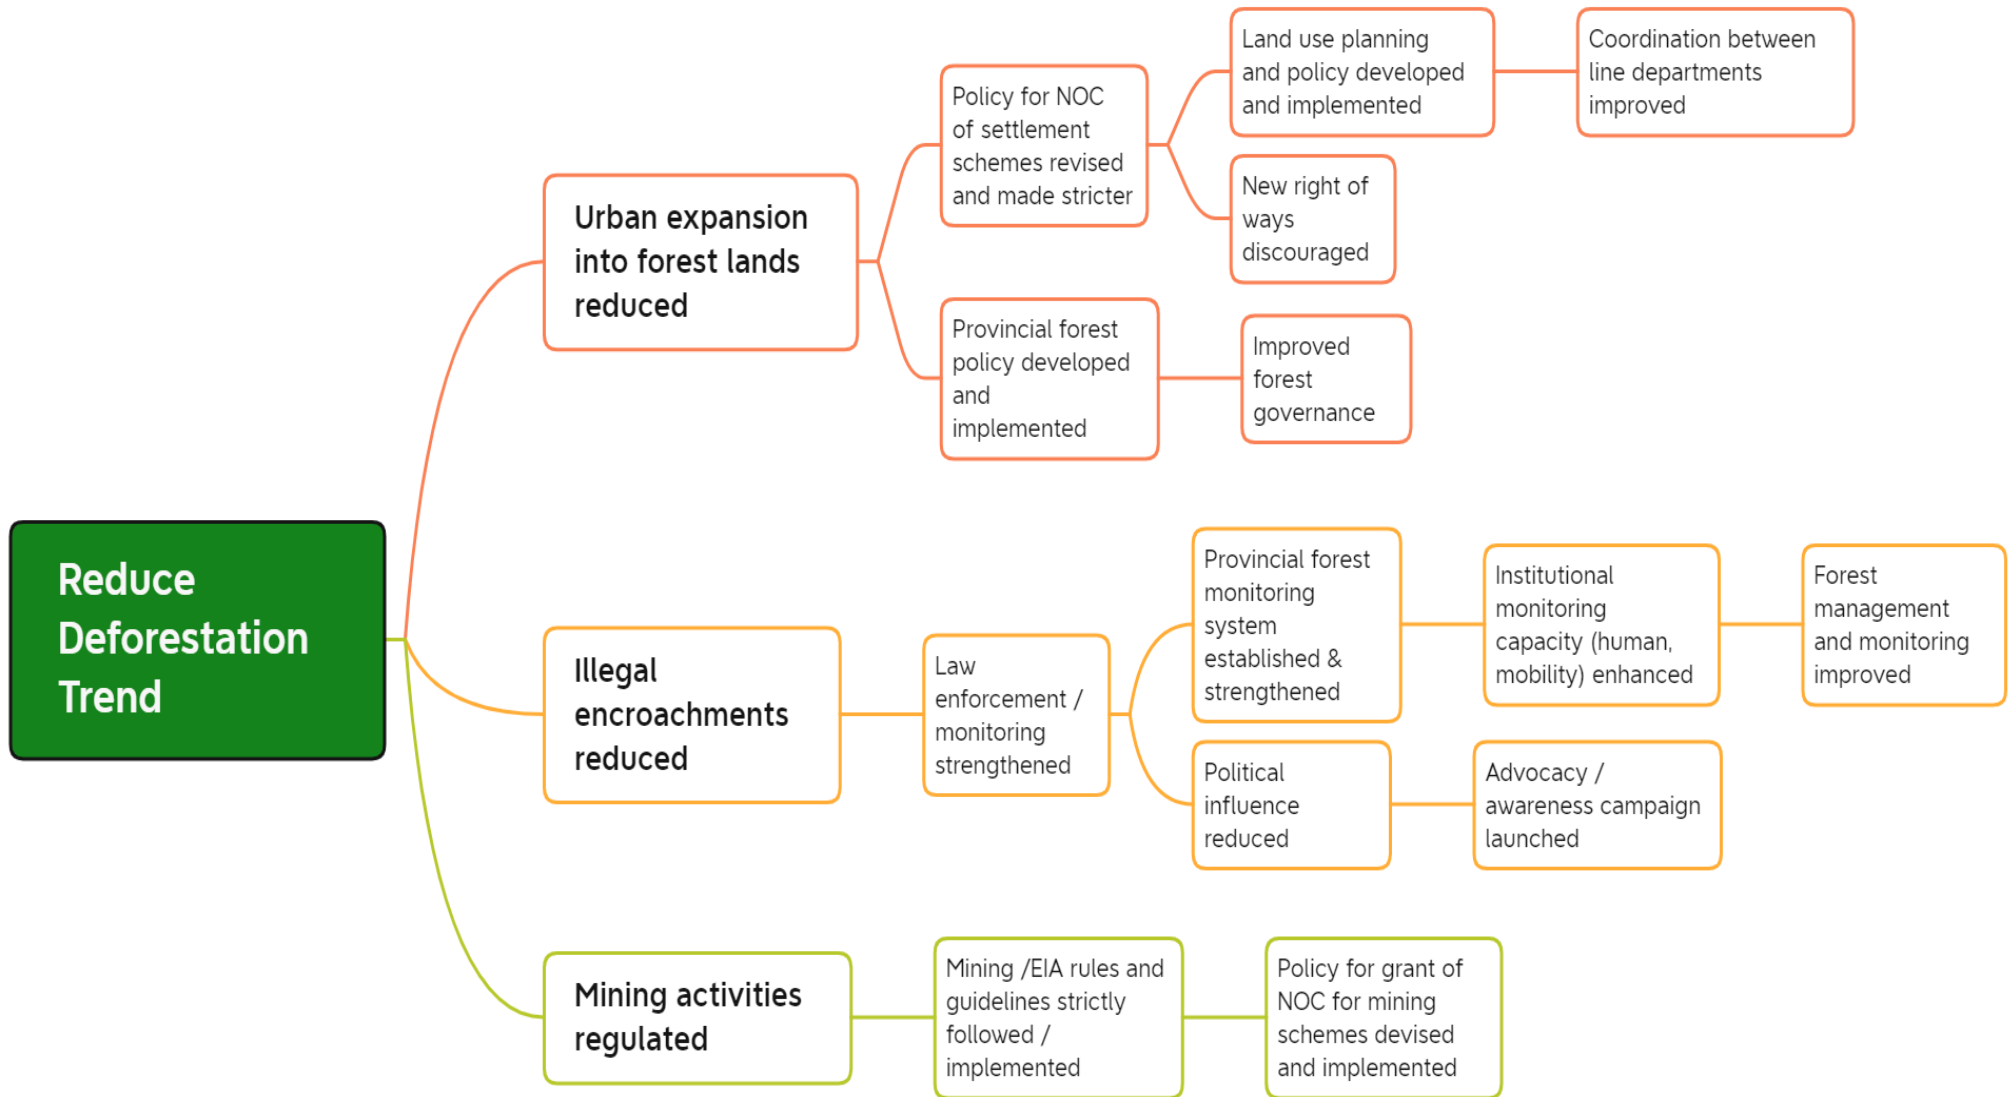 Reduce
Deforestation
Trend
Urban expansion
into forest lands
reduced
Policy for NOC
of settlement
schemes revised
and made stricter
Land use planning
and policy developed
and implemented
Coordination between
line departments
improved
New right of
ways
discouraged
Provincial forest
policy developed
and
implemented
Improved
forest
governance
Illegal
encroachments
reduced
Law
enforcement /
monitoring
strengthened
Provincial forest
monitoring
system
established &
strengthened
Institutional
monitoring
capacity (human,
mobility) enhanced
Forest
management
and monitoring
improved
Political
influence
reduced
Advocacy /
awareness campaign
launched
Mining activities
regulated
Mining /EIA rules and
guidelines strictly
followed /
implemented
Policy for grant of
NOC for mining
schemes devised
and implemented